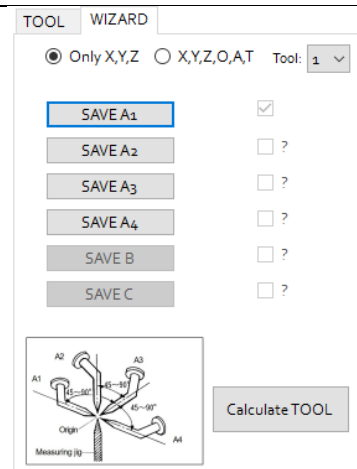 TOOL WIZARD
Only X,Y,Z X,Y,Z,O,A,T Tool: 1
SAVE A1
SAVE A2 ?
SAVE A3 ?
SAVE A4 ?
SAVE B ?
SAVE C ?
A2 A3
A1 45~90° 45~90°
45~90°
Origin
A4
Measuring jig
Calculate TOOL